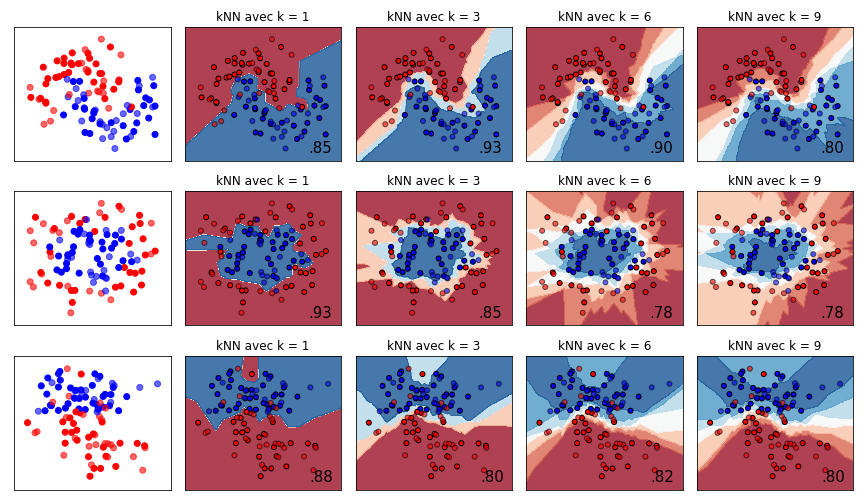 kNN avec k = 1
kNN avec k = 3
kNN avec k = 6
kNN avec k = 9
.85
.93
.90
.80
kNN avec k = 1
kNN avec k = 3
kNN avec k = 6
kNN avec k = 9
.93
.85
.78
.78
kNN avec k = 1
kNN avec k = 3
kNN avec k = 6
kNN avec k = 9
.88
.80
.82
.80